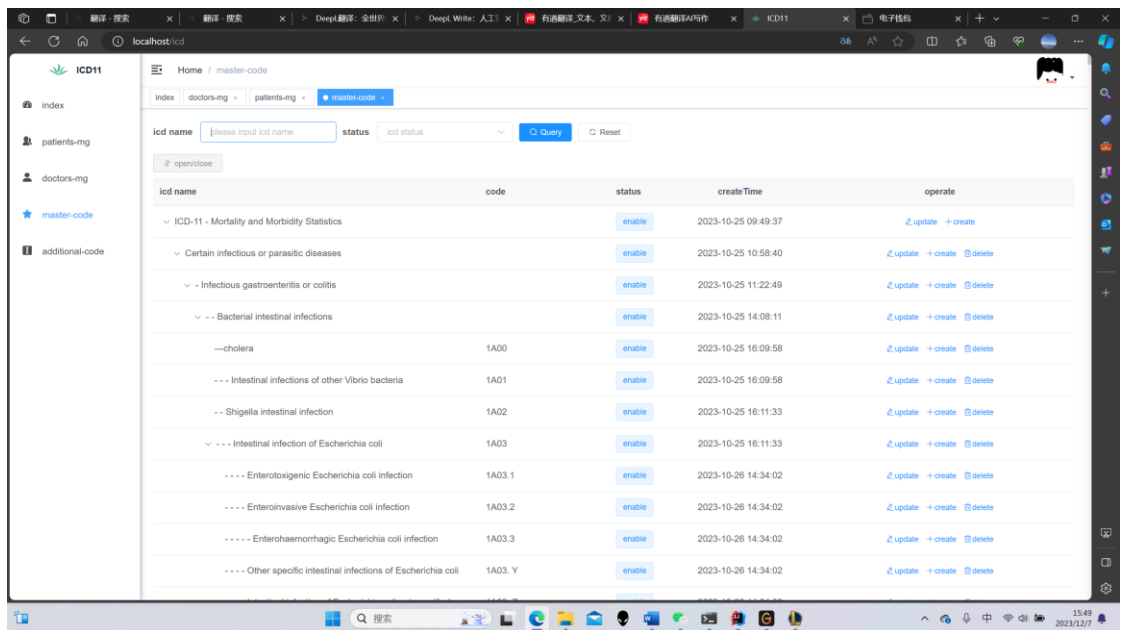 翻译 - 搜索 × 翻译 - 搜索 × DeepL翻译：全世界 × DeepL Write：人工 × 有道翻译_文本、文 × 有道翻译AI写作 × ICD11 × 电子钱包 ×
localhost/icd
ICD11
Home / master-code
index
patients-mg
doctors-mg
master-code
additional-code
index doctors-mg × patients-mg × master-code ×
icd name please input icd name status icd status Query Reset
open/close
icd name code status createTime operate
ICD-11 - Mortality and Morbidity Statistics enable 2023-10-25 09:49:37 update +create
Certain infectious or parasitic diseases enable 2023-10-25 10:58:40 update +create delete
- Infectious gastroenteritis or colitis enable 2023-10-25 11:22:49 update +create delete
- - Bacterial intestinal infections enable 2023-10-25 14:08:11 update +create delete
—cholera 1A00 enable 2023-10-25 16:09:58 update +create delete
- - - Intestinal infections of other Vibrio bacteria 1A01 enable 2023-10-25 16:09:58 update +create delete
- - Shigella intestinal infection 1A02 enable 2023-10-25 16:11:33 update +create delete
- - - Intestinal infection of Escherichia coli 1A03 enable 2023-10-25 16:11:33 update +create delete
- - - - Enterotoxigenic Escherichia coli infection 1A03.1 enable 2023-10-26 14:34:02 update +create delete
- - - - Enteroinvasive Escherichia coli infection 1A03.2 enable 2023-10-26 14:34:02 update +create delete
- - - - - Enterohaemorrhagic Escherichia coli infection 1A03.3 enable 2023-10-26 14:34:02 update +create delete
- - - - Other specific intestinal infections of Escherichia coli 1A03. Y enable 2023-10-26 14:34:02 update +create delete
搜索
中
15:49
2023/12/7